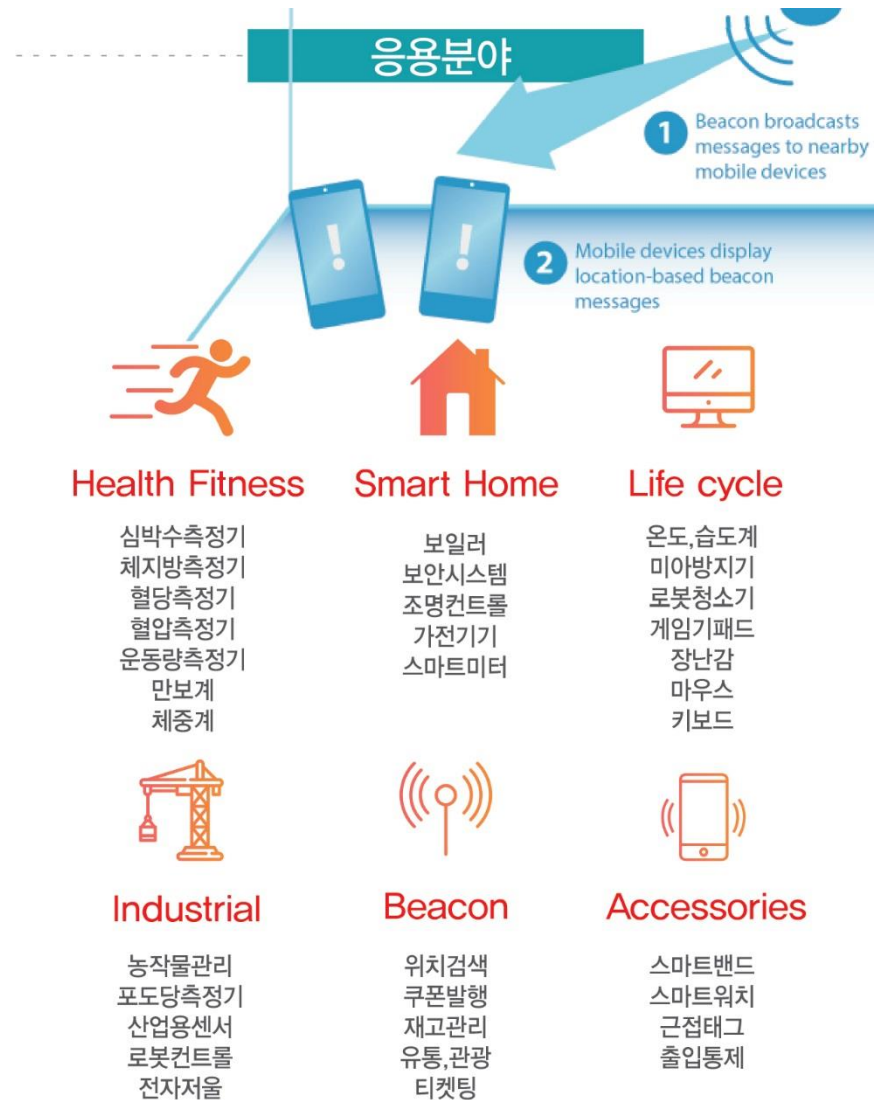 응용분야
1
Beacon broadcasts
messages to nearby
mobile devices
2
Mobile devices display
location-based beacon
messages
Health Fitness
심박수측정기
체지방측정기
혈당측정기
혈압측정기
운동량측정기
만보계
체중계
Smart Home
보일러
보안시스템
조명컨트롤
가전기기
스마트미터
Life cycle
온도,습도계
미아방지기
로봇청소기
게임기패드
장난감
마우스
키보드
Industrial
농작물관리
포도당측정기
산업용센서
로봇컨트롤
전자저울
Beacon
위치검색
쿠폰발행
재고관리
유통,관광
티켓팅
Accessories
스마트밴드
스마트워치
근접태그
출입통제